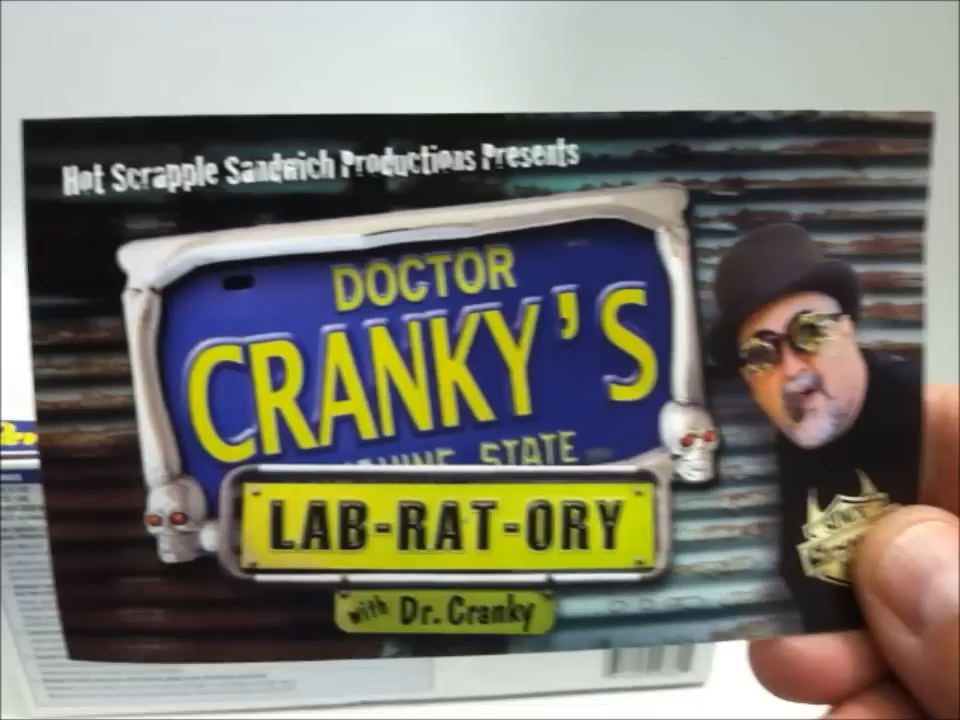 Hot Scrapple Sandwich Productions Presents
DOCTOR
CRANKY'S
STATE
LAB-RAT-ORY
with Dr. Cranky